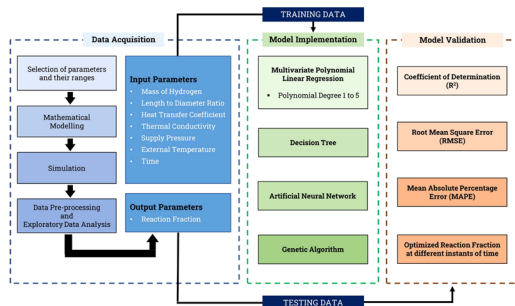 TRAINING DATA
Data Acquisition
Selection of parameters
and their ranges
Mathematical
Modelling
Simulation
Data Pre-processing
and
Exploratory Data Analysis
Input Parameters
• Mass of Hydrogen
• Length to Diameter Ratio
• Heat Transfer Coefficient
• Thermal Conductivity
• Supply Pressure
• External Temperature
• Time
Output Parameters
• Reaction Fraction
Model Implementation
Multivariate Polynomial
Linear Regression
• Polynomial Degree 1 to 5
Decision Tree
Artificial Neural Network
Genetic Algorithm
Model Validation
Coefficient of Determination
(R²)
Root Mean Square Error
(RMSE)
Mean Absolute Percentage
Error (MAPE)
Optimized Reaction Fraction
at different instants of time
TESTING DATA